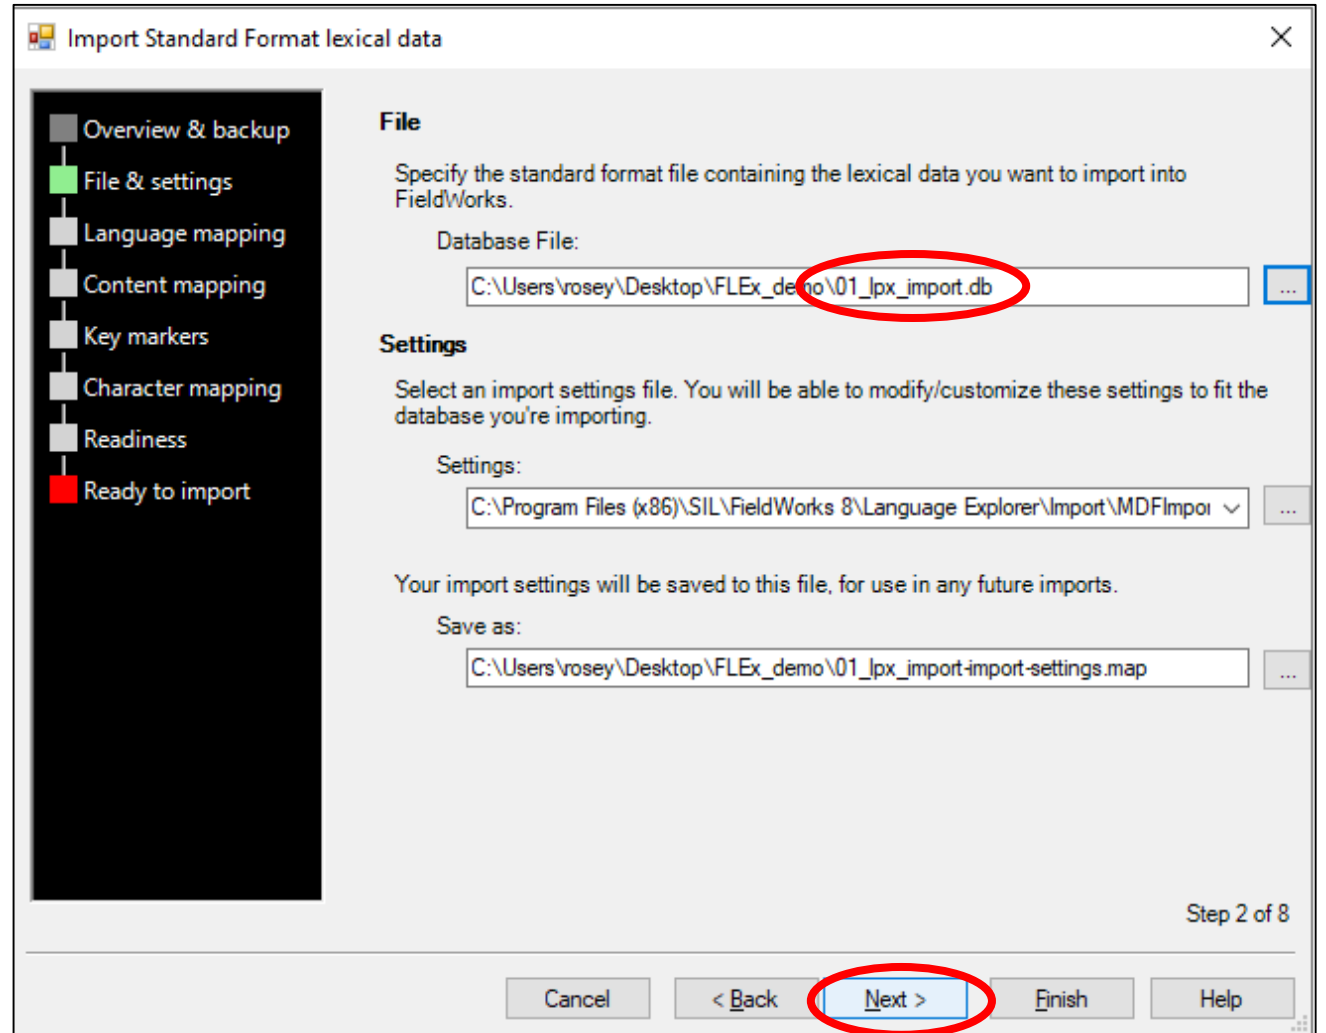 Import Standard Format lexical data
Overview & backup
File & settings
Language mapping
Content mapping
Key markers
Character mapping
Readiness
Ready to import
File
Specify the standard format file containing the lexical data you want to import into
FieldWorks.
Database File:
C:\Users\rosey\Desktop\FLEx_demo\01_lpx_import.db
...
Settings
Select an import settings file. You will be able to modify/customize these settings to fit the
database you're importing.
Settings:
C:\Program Files (x86)\SIL\FieldWorks 8\Language Explorer\Import\MDFImpor
...
Your import settings will be saved to this file, for use in any future imports.
Save as:
C:\Users\rosey\Desktop\FLEx_demo\01_lpx_import-import-settings.map
...
Step 2 of 8
Cancel
< Back
Next >
Finish
Help